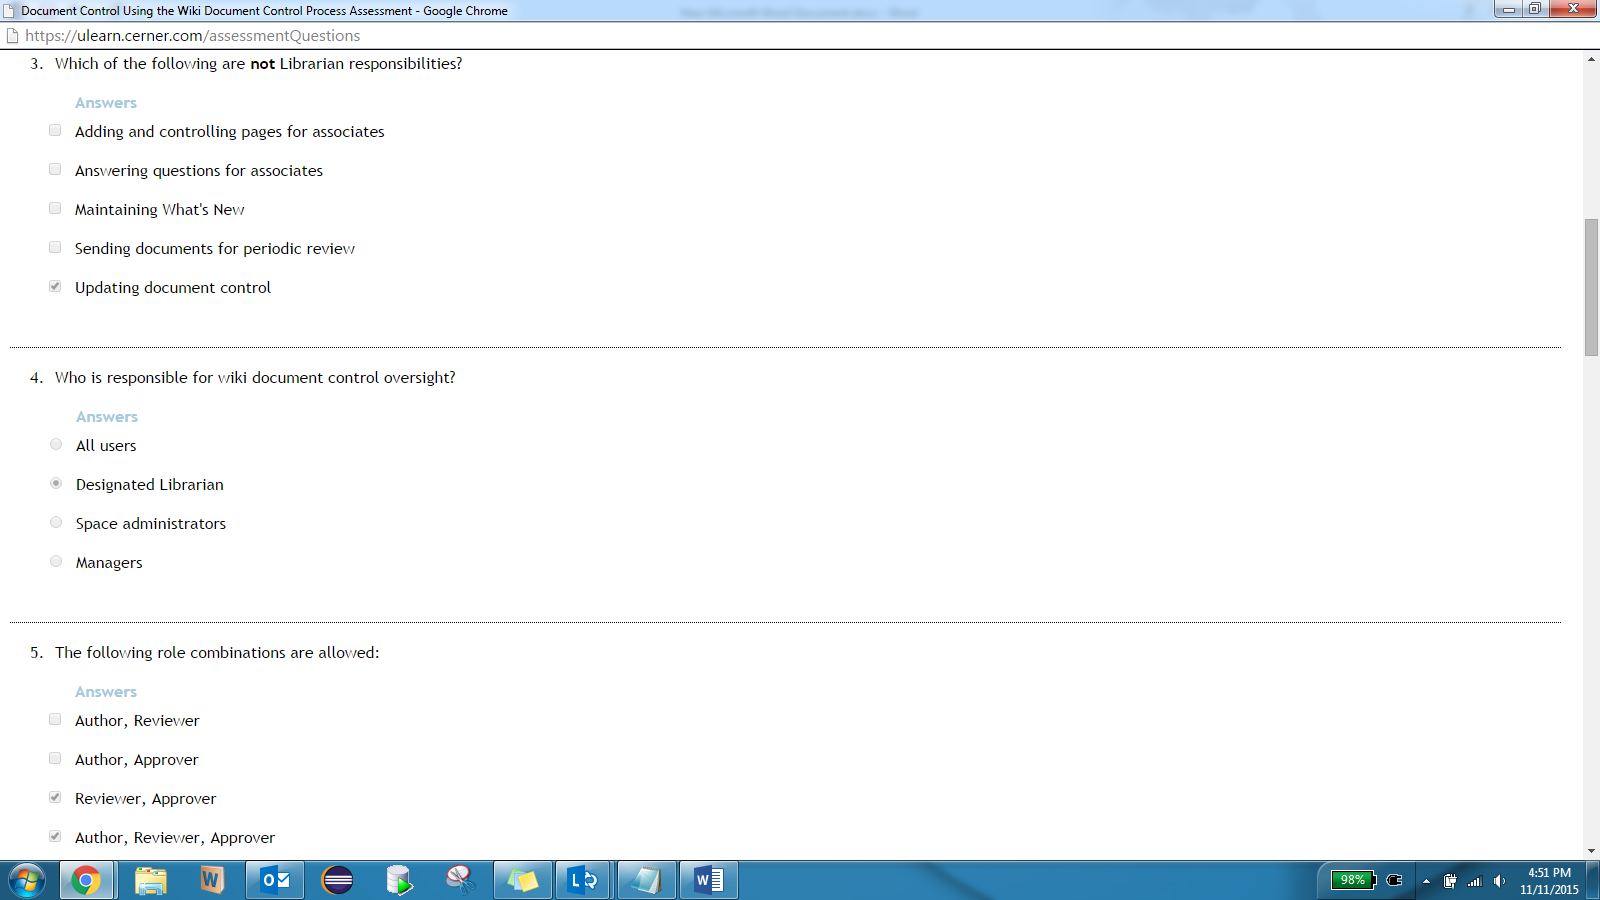 Document Control Using the Wiki Document Control Process Assessment - Google Chrome
https://ulearn.cerner.com/assessmentQuestions
3. Which of the following are not Librarian responsibilities?
Answers
Adding and controlling pages for associates
Answering questions for associates
Maintaining What's New
Sending documents for periodic review
Updating document control
4. Who is responsible for wiki document control oversight?
Answers
All users
Designated Librarian
Space administrators
Managers
5. The following role combinations are allowed:
Answers
Author, Reviewer
Author, Approver
Reviewer, Approver
Author, Reviewer, Approver
98%
4:51 PM
11/11/2015